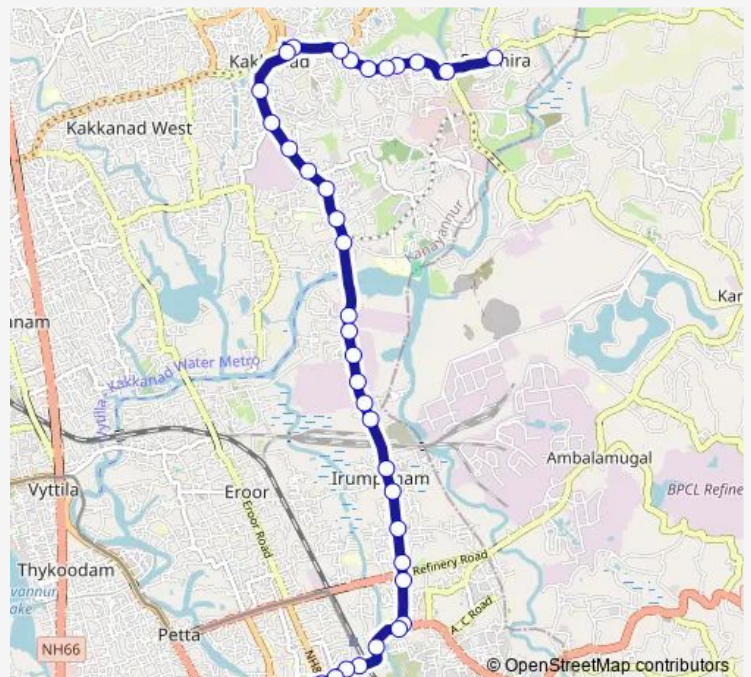 Kakkanad West
Kanayannur
Kakkanad Water Metro
Vyttila -
Ambalamugal
BPCL Refine
Vyttila
Eroor
Eroor Road
Thykoodam
Refinery Road
A.C Road
Petta
NH66
NH8
© OpenStreetMap contributors